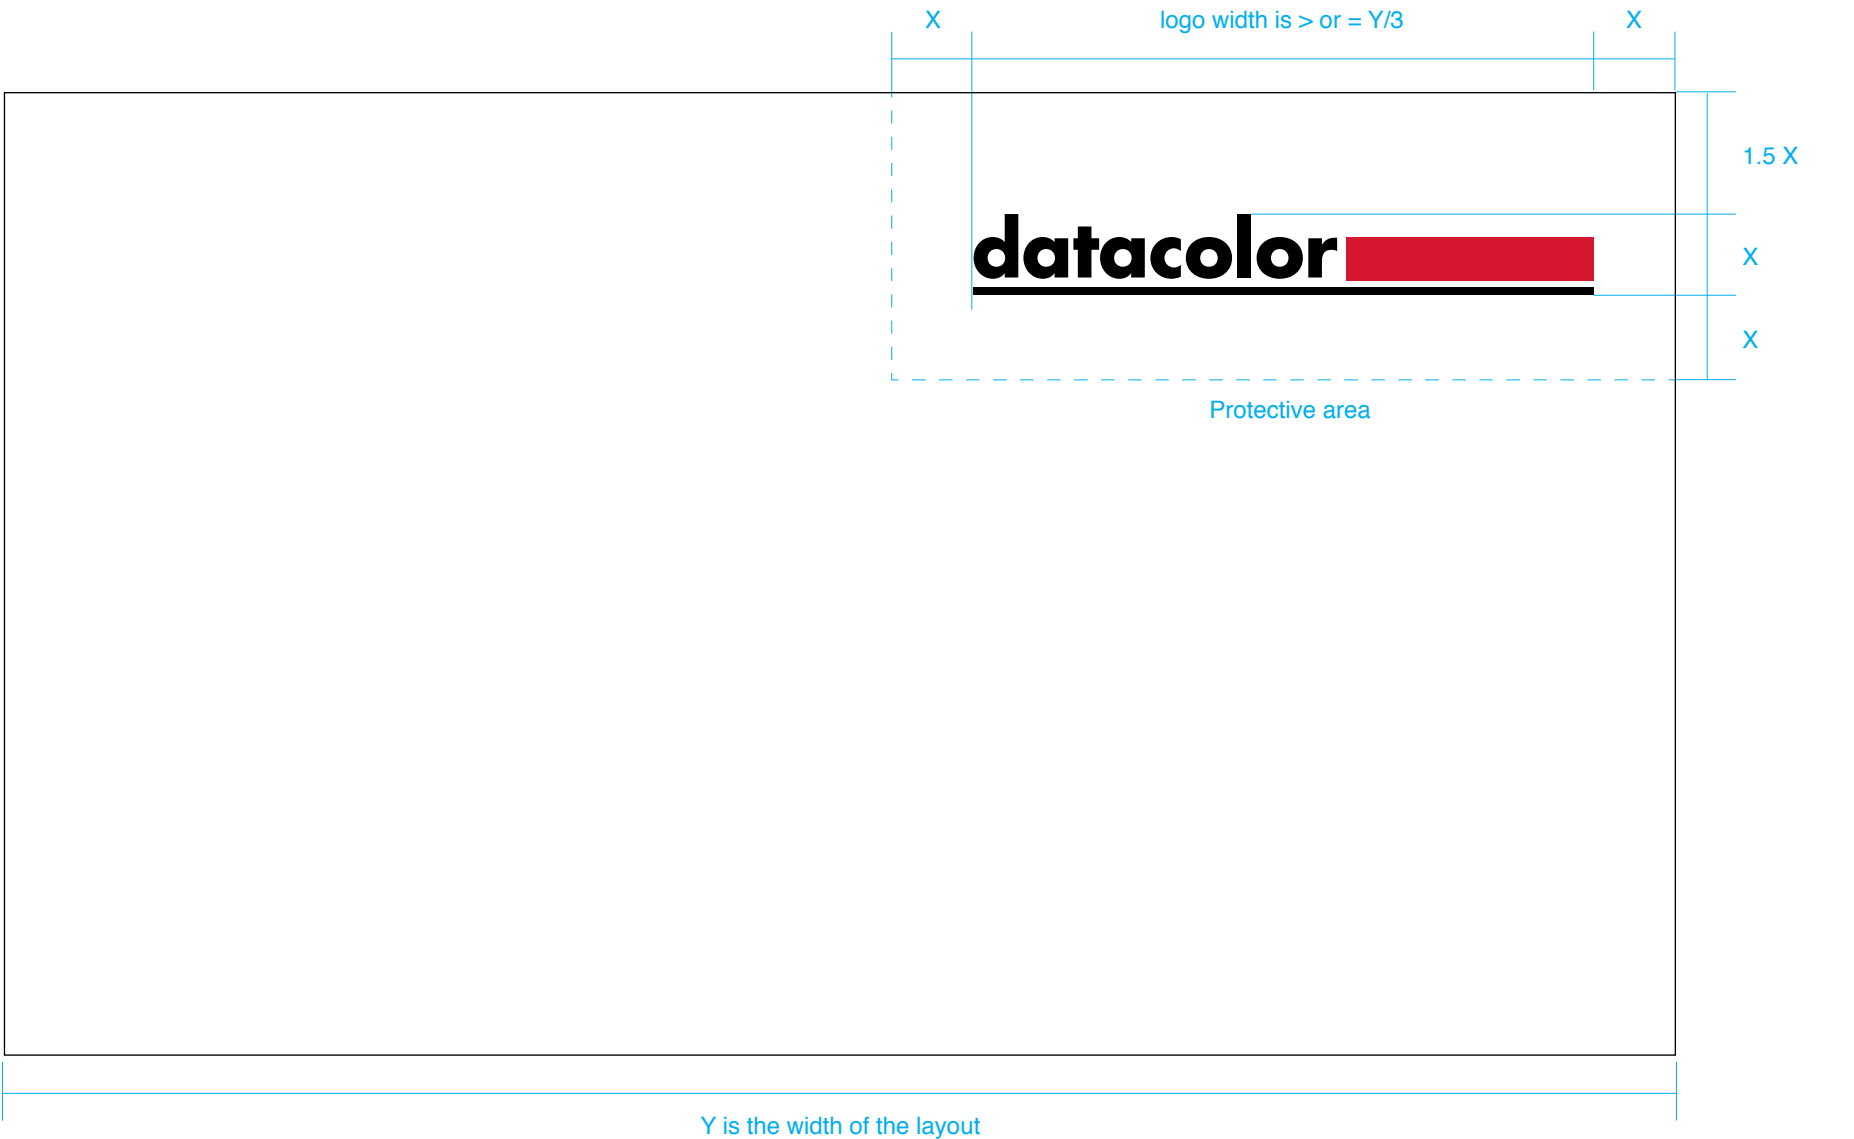 X logo width is > or = Y/3 X
1.5 X
datacolor
X
X
Protective area
Y is the width of the layout